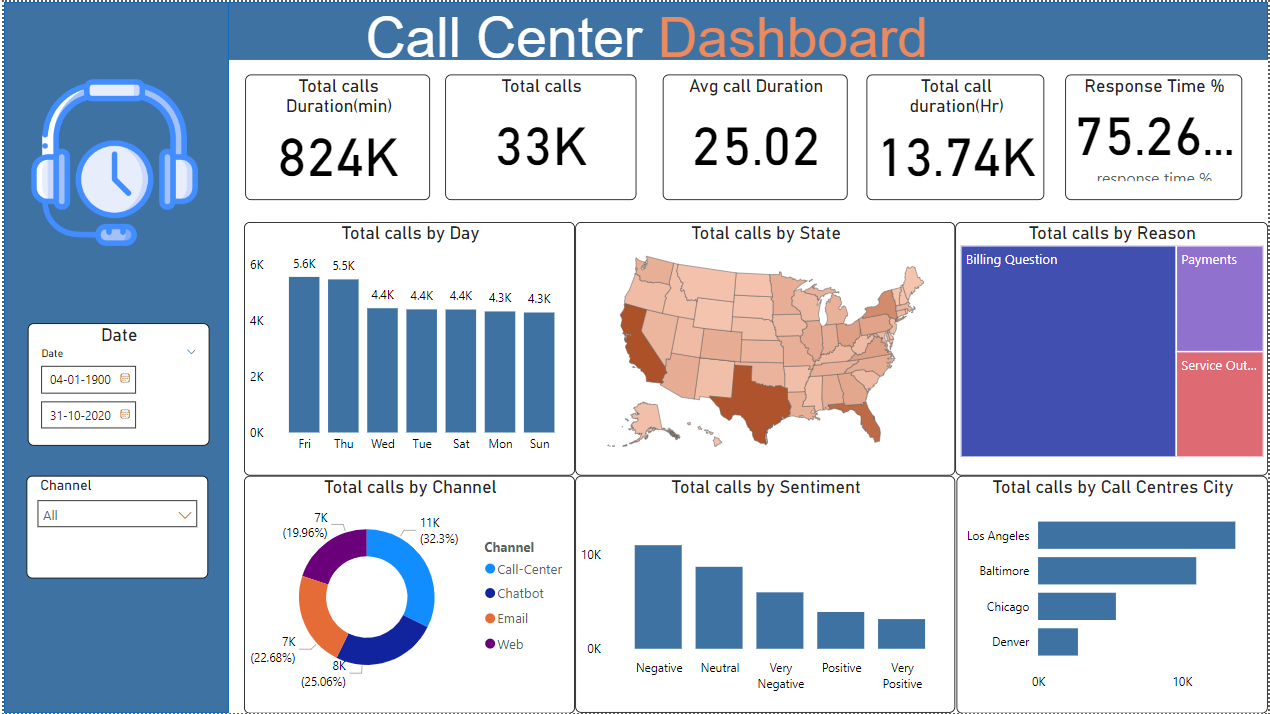 Call Center Dashboard
Total calls
Duration(min)
824K
Total calls
33K
Avg call Duration
25.02
Total call
duration(Hr)
13.74K
Response Time %
75.26...
response time %
Date
Date
04-01-1900
31-10-2020
Channel
All
Total calls by Day
6K
4K
2K
0K
5.6K
5.5K
4.4K
4.4K
4.4K
4.3K
4.3K
Fri
Thu
Wed
Tue
Sat
Mon
Sun
Total calls by State
Total calls by Reason
Billing Question
Payments
Service Out...
Total calls by Channel
7K
(19.96%)
11K
(32.3%)
7K
(22.68%)
8K
(25.06%)
Channel
Call-Center
Chatbot
Email
Web
Total calls by Sentiment
10K
0K
Negative
Neutral
Very
Negative
Positive
Very
Positive
Total calls by Call Centres City
Los Angeles
Baltimore
Chicago
Denver
0K
10K